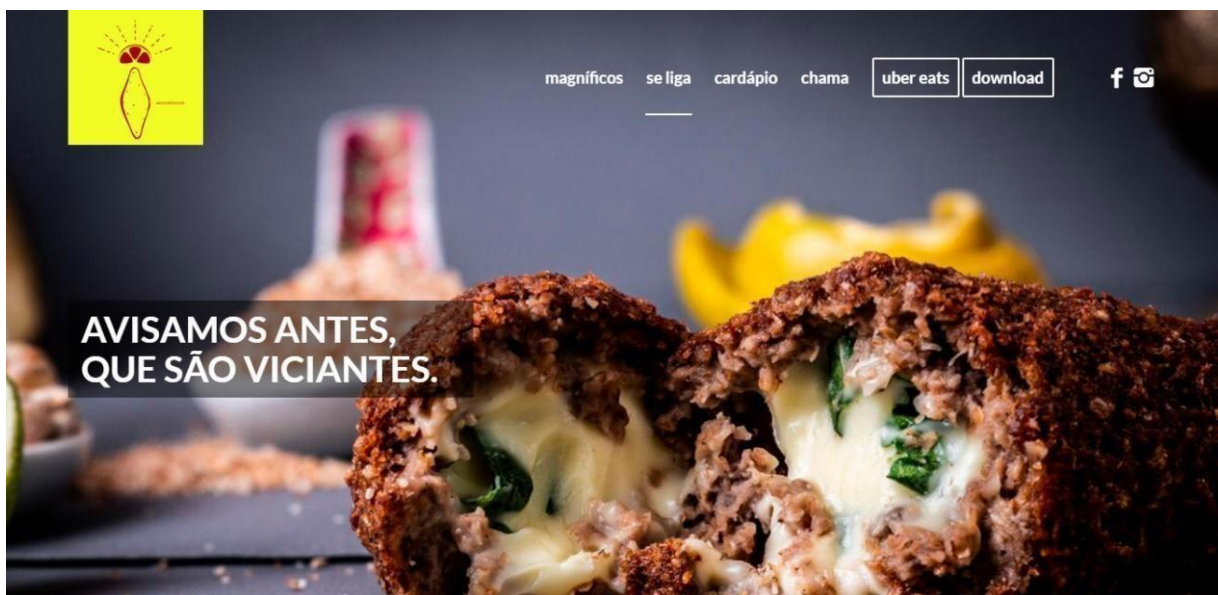 magníficos
se liga
cardápio
chama
uber eats
download
AVISAMOS ANTES,
QUE SÃO VICIANTES.